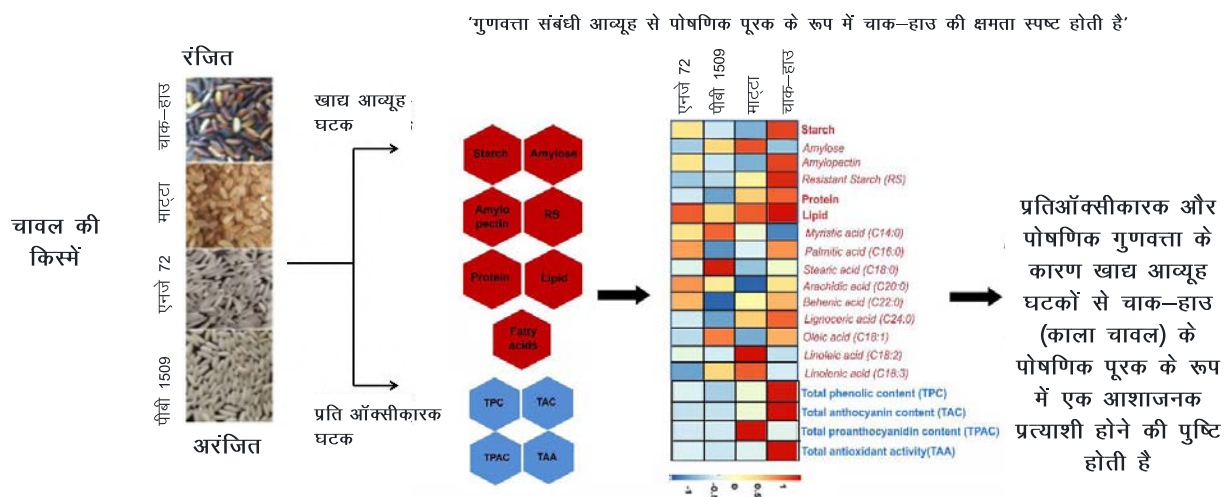 'गुणवत्ता संबंधी आव्यूह से पोषणिक पूरक के रूप में चाक–हाउ की क्षमता स्पष्ट होती है'
रंजित
चाक–हाउ
माट्टा
एनजे 72
पीबी 1509
अरंजित
चावल की
किस्में
खाद्य आव्यूह
घटक
प्रति ऑक्सीकारक
घटक
Starch
Amylose
Amylo
pectin
RS
Protein
Lipid
Fatty
acids
TPC
TAC
TPAC
TAA
एनजे 72
पीबी 1509
माट्टा
चाक–हाउ
Starch
Amylose
Amylopectin
Resistant Starch (RS)
Protein
Lipid
Myristic acid (C14:0)
Palmitic acid (C16:0)
Stearic acid (C18:0)
Arachidic acid (C20:0)
Behenic acid (C22:0)
Lignoceric acid (C24:0)
Oleic acid (C18:1)
Linoleic acid (C18:2)
Linolenic acid (C18:3)
Total phenolic content (TPC)
Total anthocyanin content (TAC)
Total proanthocyanidin content (TPAC)
Total antioxidant activity(TAA)
-1
0
1
प्रतिऑक्सीकारक और
पोषणिक गुणवत्ता के
कारण खाद्य आव्यूह
घटकों से चाक–हाउ
(काला चावल) के
पोषणिक पूरक के रूप
में एक आशाजनक
प्रत्याशी होने की पुष्टि
होती है